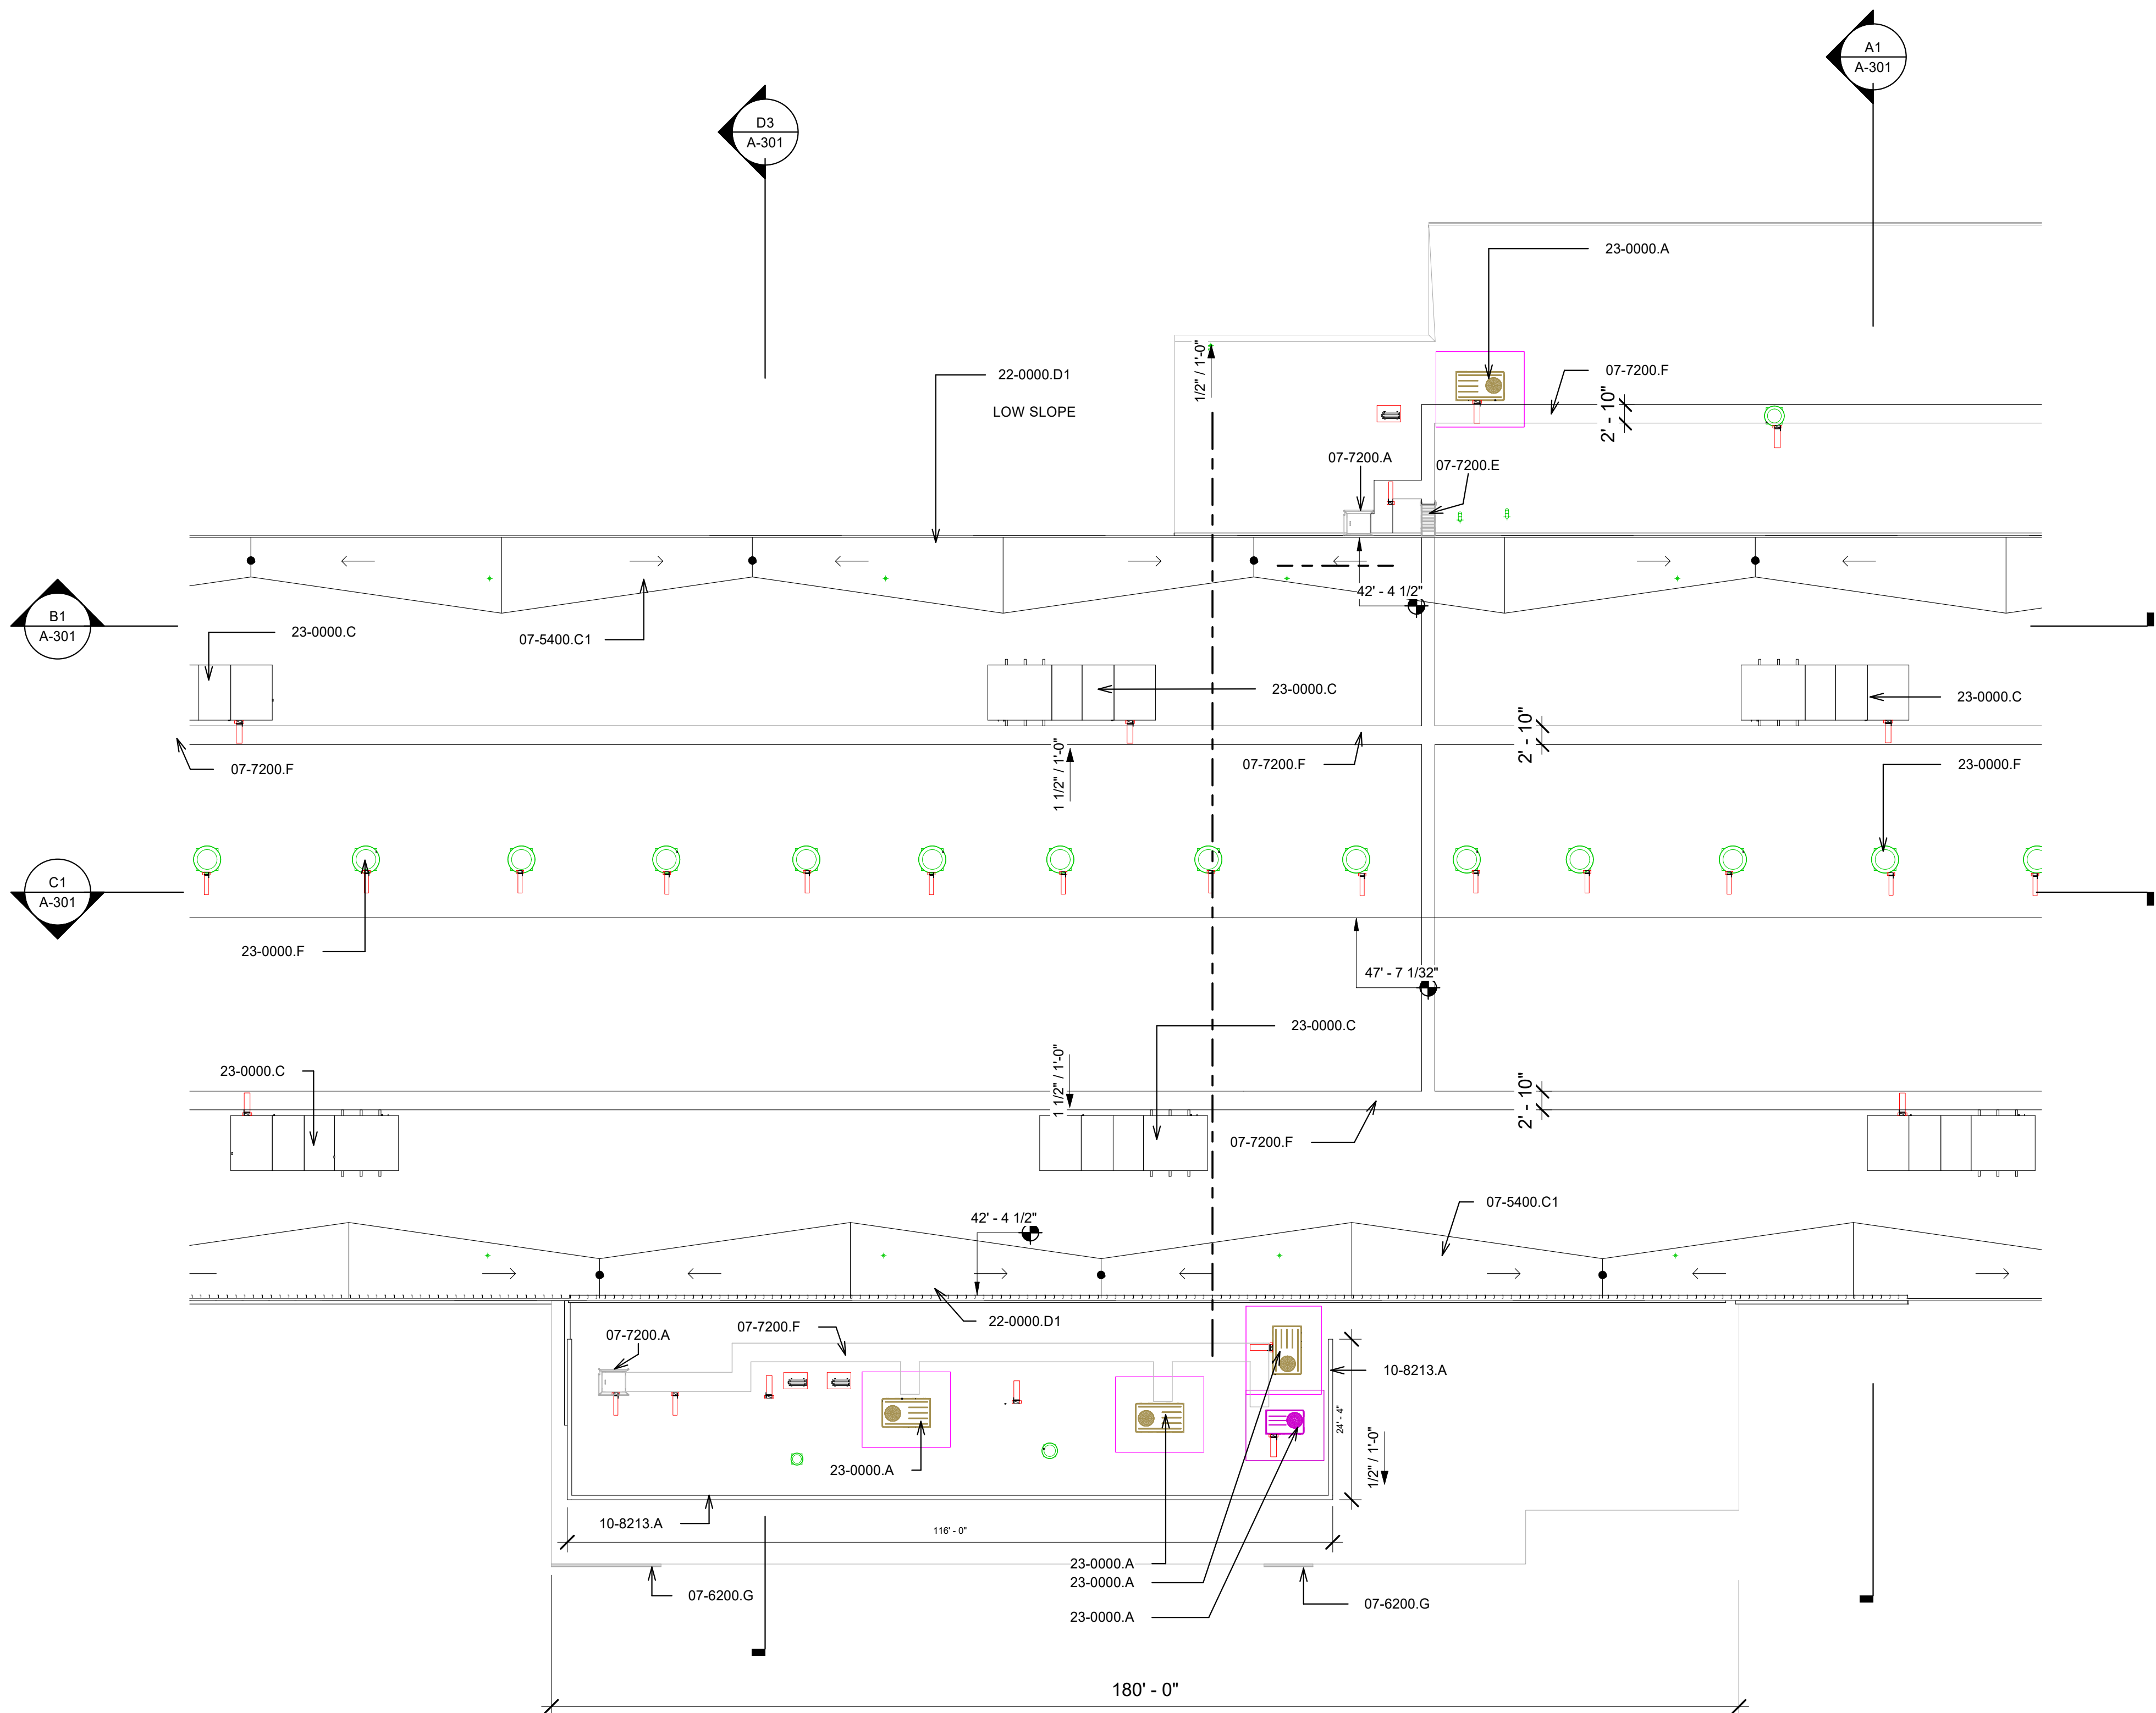 A1
A-301
D3
A-301
23-0000.A
1/2" / 1'-0"
22-0000.D1
LOW SLOPE
07-7200.F
2' - 10"
07-7200.A
07-7200.E
42' - 4 1/2"
B1
A-301
23-0000.C
07-5400.C1
23-0000.C
23-0000.C
2' - 10"
07-7200.F
1 1/2" / 1'-0"
07-7200.F
23-0000.F
C1
A-301
23-0000.F
47' - 7 1/32"
23-0000.C
23-0000.C
1 1/2" / 1'-0"
2' - 10"
07-7200.F
07-5400.C1
42' - 4 1/2"
22-0000.D1
07-7200.A
07-7200.F
10-8213.A
24' - 4"
1/2" / 1'-0"
23-0000.A
10-8213.A
116' - 0"
23-0000.A
23-0000.A
23-0000.A
07-6200.G
07-6200.G
180' - 0"